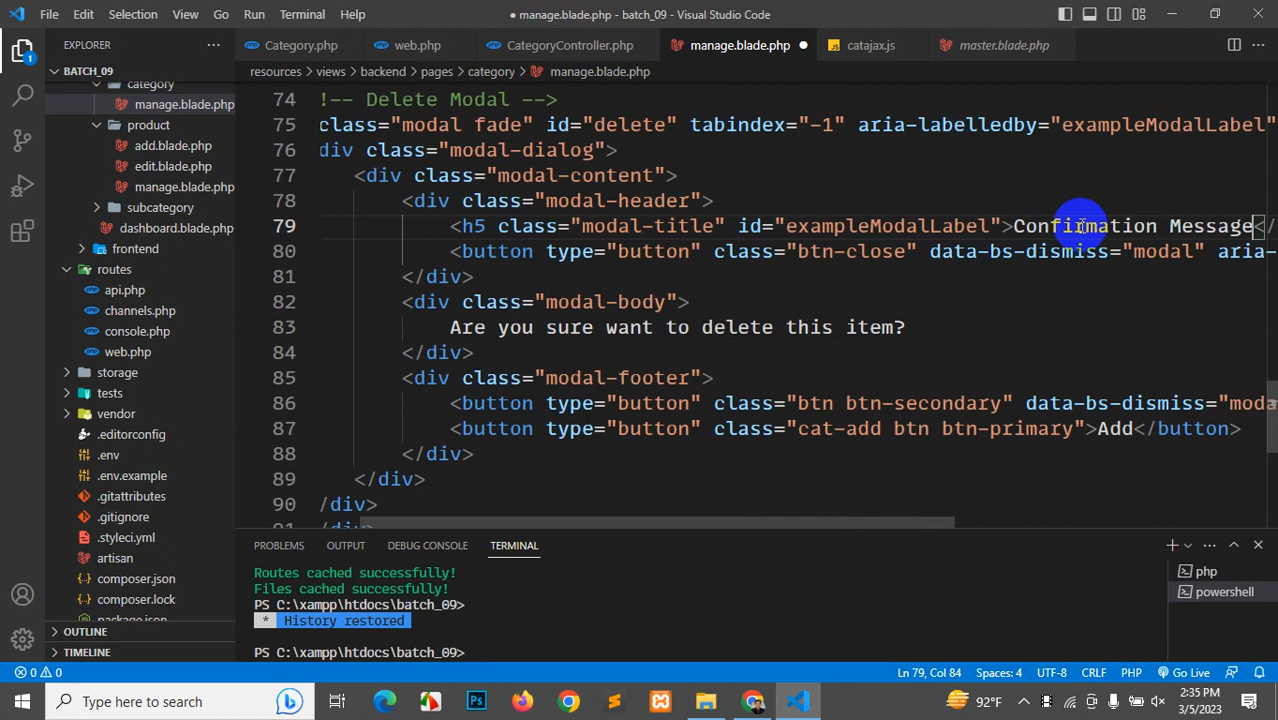 File Edit Selection View Go Run Terminal Help
● manage.blade.php - batch_09 - Visual Studio Code
EXPLORER ···
Category.php web.php CategoryController.php manage.blade.php ● JS catajax.js master.blade.php
BATCH_09
resources > views > backend > pages > category > manage.blade.php
category
manage.blade.php
product
add.blade.php
edit.blade.php
manage.blade.php
subcategory
dashboard.blade.php
frontend
routes
api.php
channels.php
console.php
web.php
storage
tests
vendor
.editorconfig
.env
.env.example
.gitattributes
.gitignore
.styleci.yml
artisan
composer.json
composer.lock
package.json
OUTLINE
TIMELINE
74 !-- Delete Modal -->
75 class="modal fade" id="delete" tabindex="-1" aria-labelledby="exampleModalLabel"
76 div class="modal-dialog">
77 <div class="modal-content">
78 <div class="modal-header">
79 <h5 class="modal-title" id="exampleModalLabel">Confirmation Message</
80 <button type="button" class="btn-close" data-bs-dismiss="modal" aria-
81 </div>
82 <div class="modal-body">
83 Are you sure want to delete this item?
84 </div>
85 <div class="modal-footer">
86 <button type="button" class="btn btn-secondary" data-bs-dismiss="moda
87 <button type="button" class="cat-add btn btn-primary">Add</button>
88 </div>
89 </div>
90 /div>
91 /div>
PROBLEMS OUTPUT DEBUG CONSOLE TERMINAL
Routes cached successfully!
Files cached successfully!
PS C:\xampp\htdocs\batch_09>
* History restored
PS C:\xampp\htdocs\batch_09>
php
powershell
1
0 0 Ln 79, Col 84 Spaces: 4 UTF-8 CRLF PHP Go Live
Type here to search
Ps
92°F
2:35 PM
3/5/2023